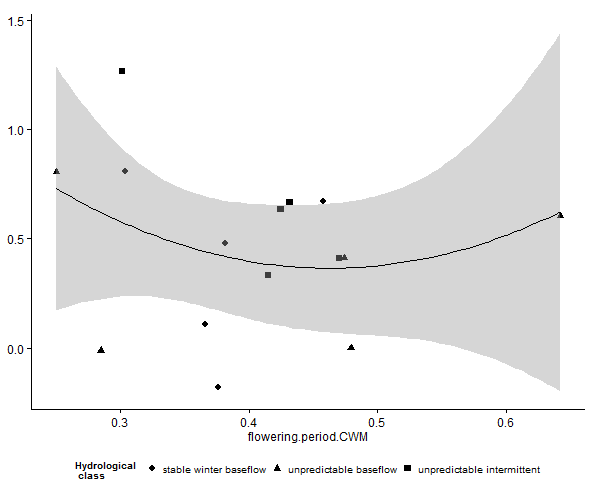 1.5
1.0
0.5
0.0
0.3 0.4 0.5 0.6
flowering.period.CWM
Hydrological
class
stable winter baseflow unpredictable baseflow unpredictable intermittent